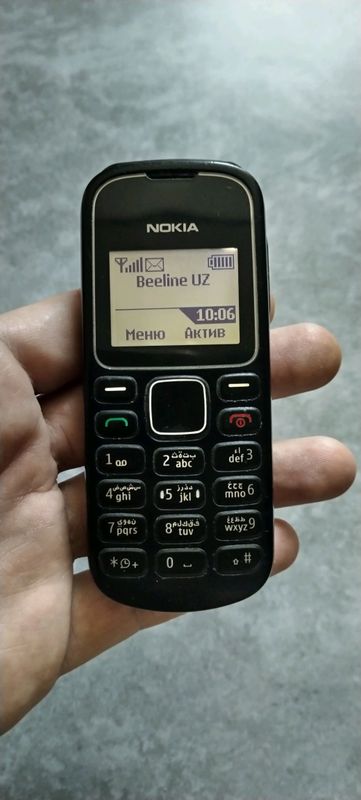 NOKIA
Beeline UZ
10:06
Меню Актив
1
2 abc ب ت ة ث
def 3
4 ghi س ش ص ض
5 jkl د ذ ر ز
mno 6 ج ح خ
7 pqrs ن ه و ي
8 tuv ف ق ك ل م
wxyz 9 ط ظ ع غ
* +
0
#